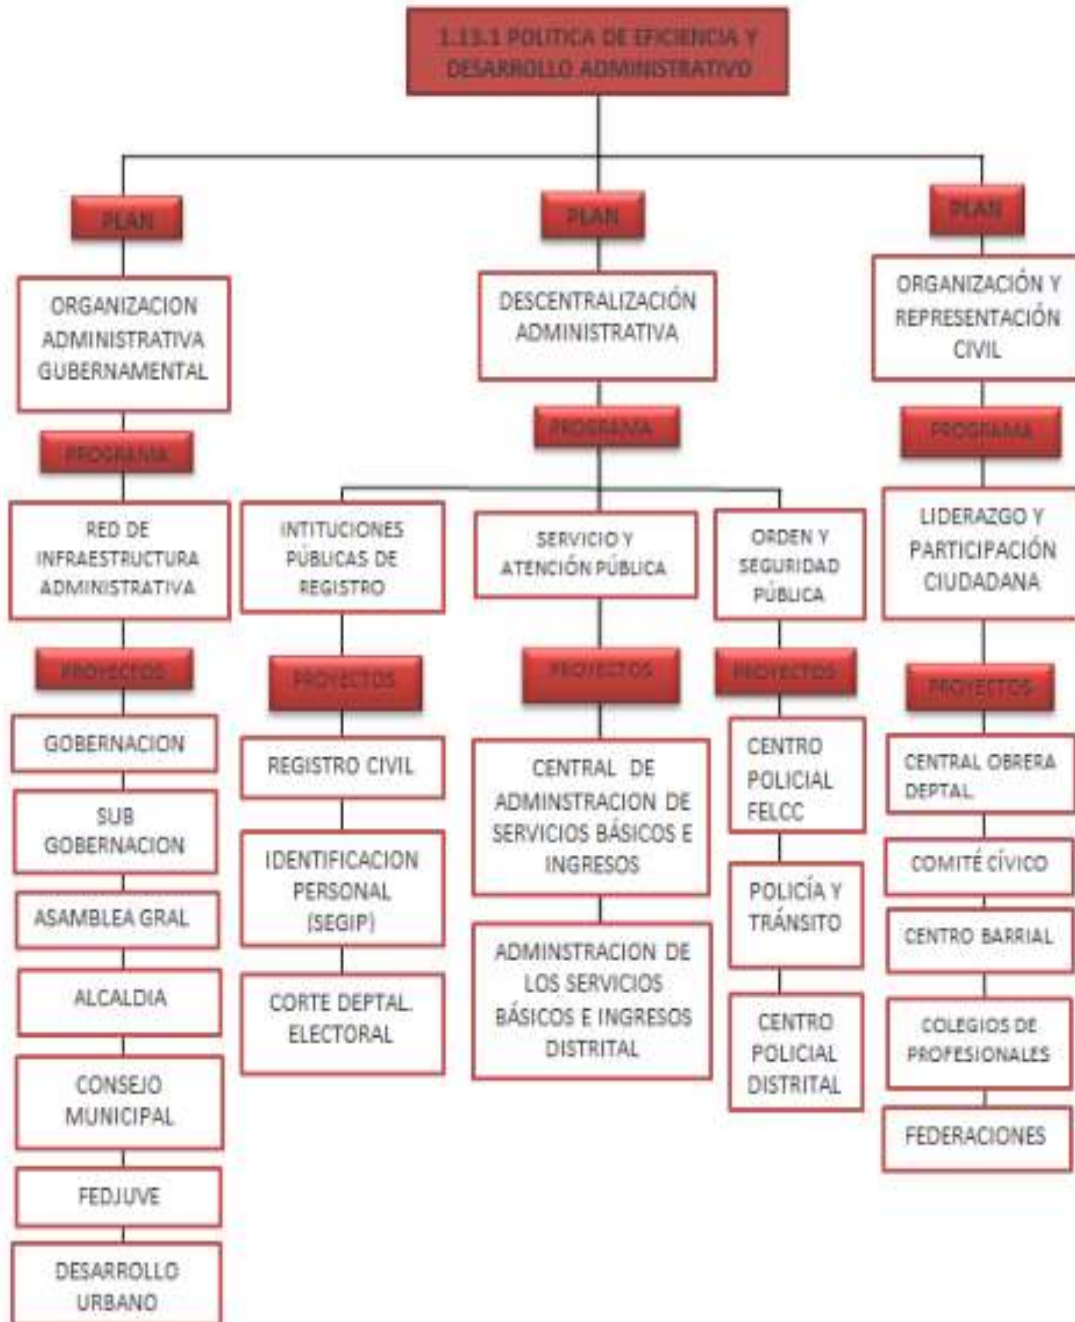 1.13.1 POLITICA DE EFICIENCIA Y
DESARROLLO ADMINISTRATIVO
PLAN
ORGANIZACION
ADMINISTRATIVA
GUBERNAMENTAL
PROGRAMA
RED DE
INFRAESTRUCTURA
ADMINISTRATIVA
PROYECTOS
GOBERNACION
SUB
GOBERNACION
ASAMBLEA GRAL
ALCALDIA
CONSEJO
MUNICIPAL
FEDJUVE
DESARROLLO
URBANO
PLAN
DESCENTRALIZACIÓN
ADMINISTRATIVA
PROGRAMA
INTITUCIONES
PÚBLICAS DE
REGISTRO
PROYECTOS
REGISTRO CIVIL
IDENTIFICACION
PERSONAL
(SEGIP)
CORTE DEPTAL.
ELECTORAL
SERVICIO Y
ATENCIÓN PÚBLICA
PROYECTOS
CENTRAL DE
ADMINSTRACION DE
SERVICIOS BÁSICOS E
INGRESOS
ADMINSTRACION DE
LOS SERVICIOS
BÁSICOS E INGRESOS
DISTRITAL
ORDEN Y
SEGURIDAD
PÚBLICA
PROYECTOS
CENTRO
POLICIAL
FELCC
POLICÍA Y
TRÁNSITO
CENTRO
POLICIAL
DISTRITAL
PLAN
ORGANIZACIÓN Y
REPRESENTACIÓN
CIVIL
PROGRAMA
LIDERAZGO Y
PARTICIPACIÓN
CIUDADANA
PROYECTOS
CENTRAL OBRERA
DEPTAL.
COMITÉ CÍVICO
CENTRO BARRIAL
COLEGIOS DE
PROFESIONALES
FEDERACIONES